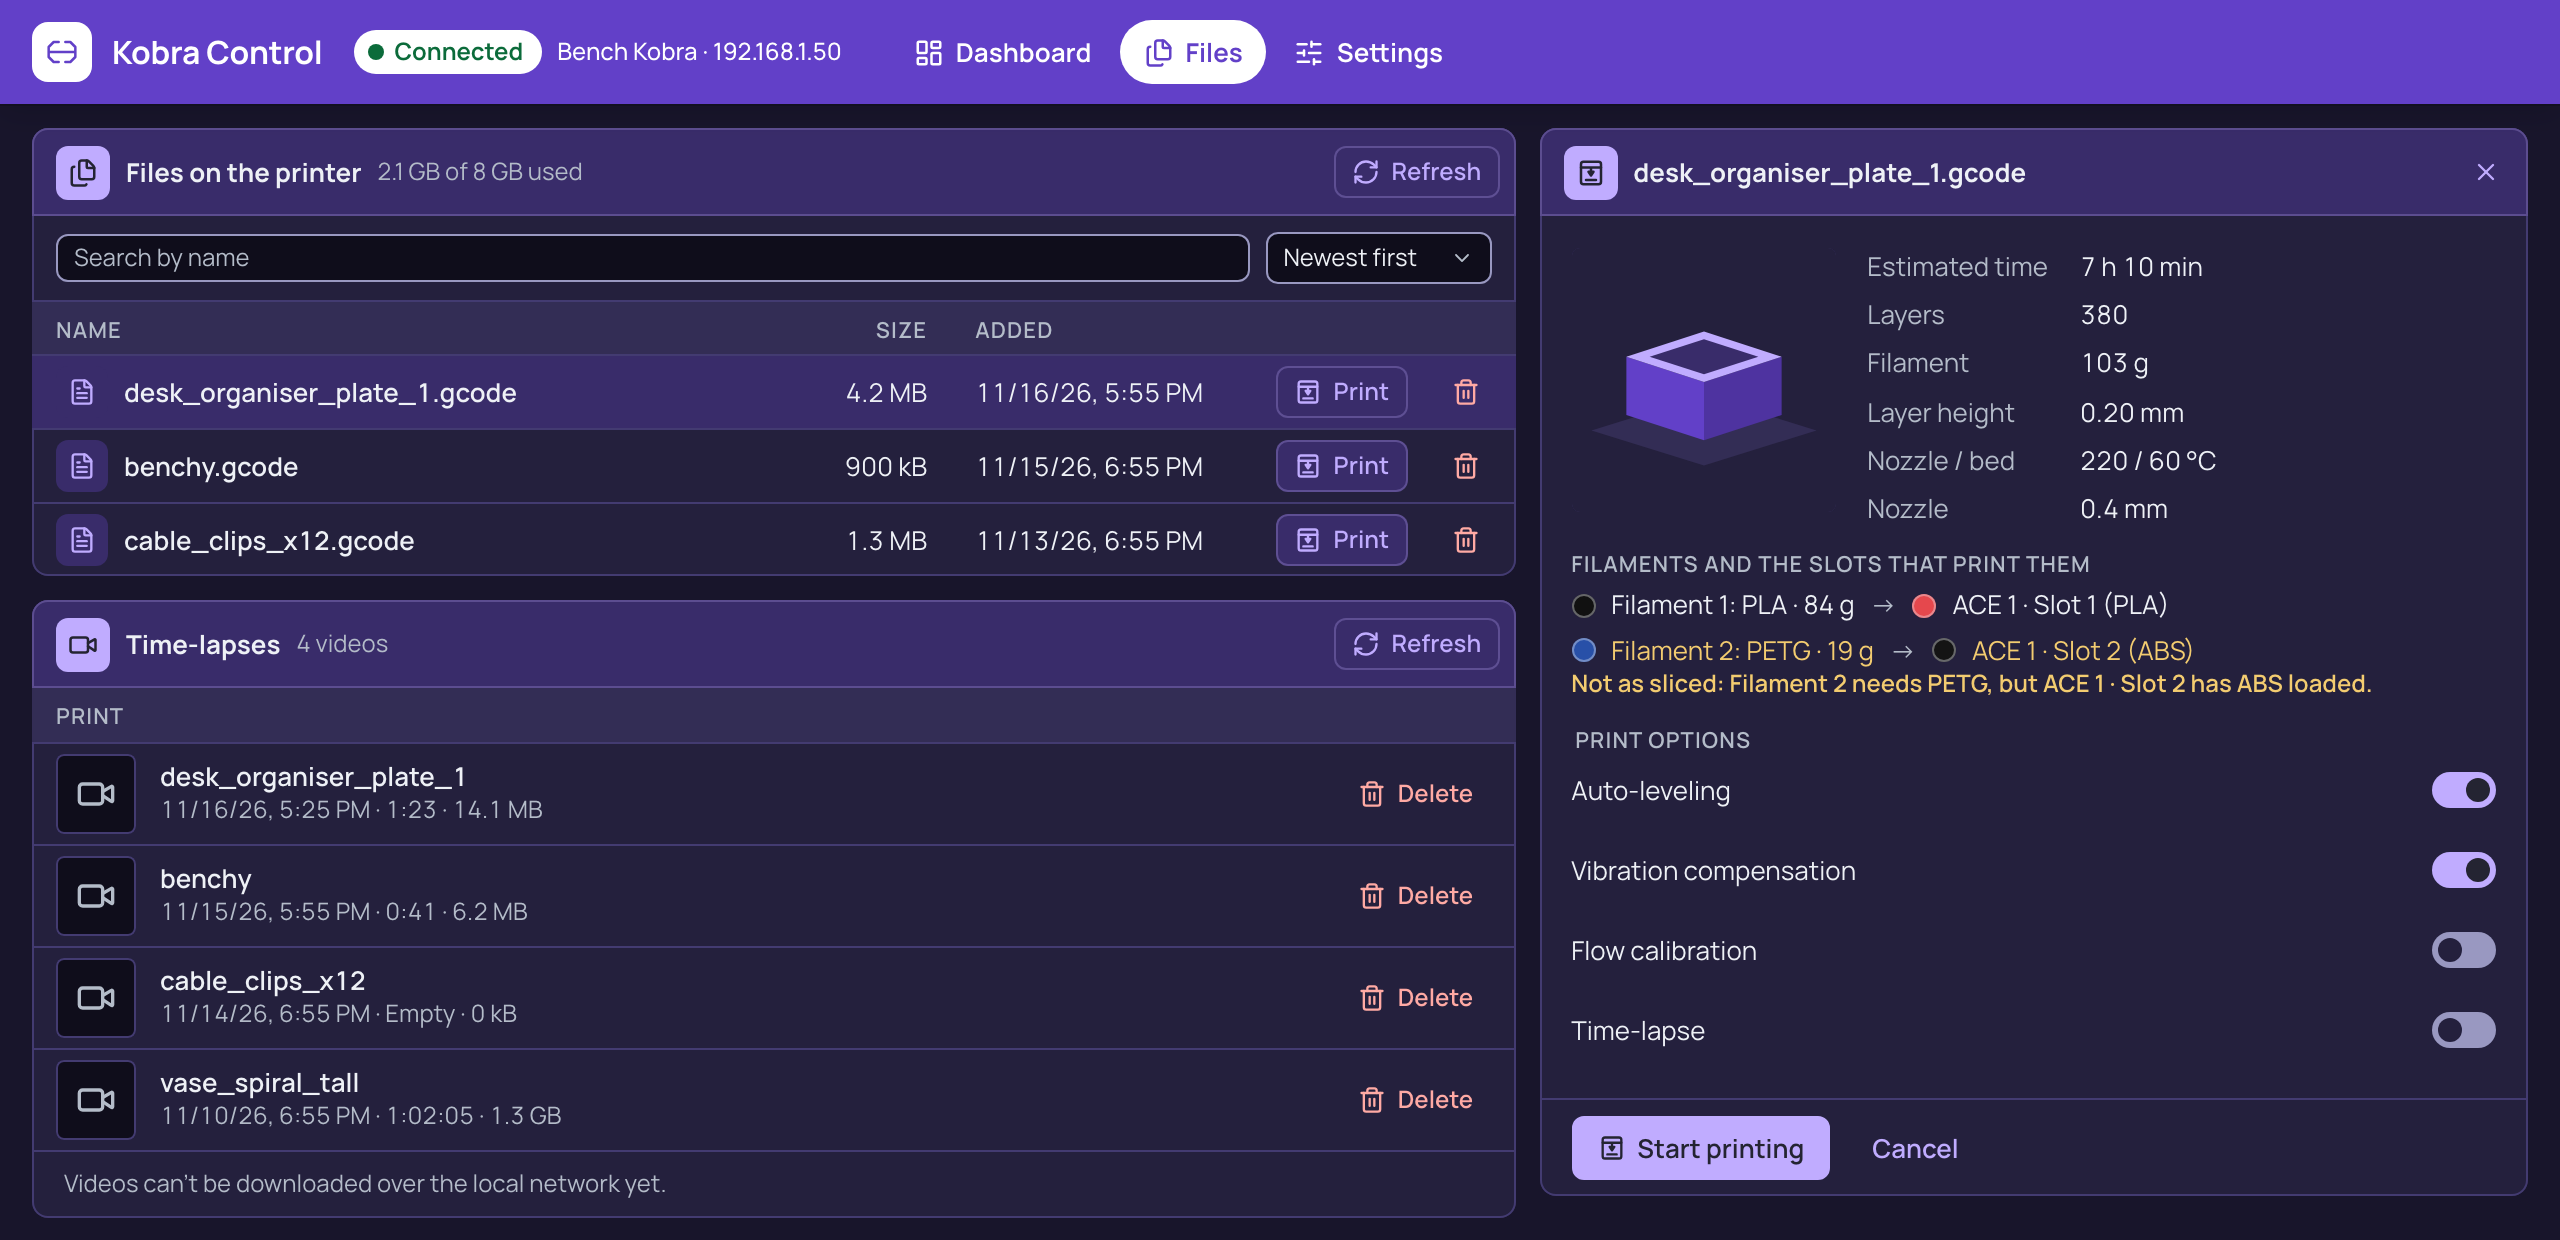 Kobra Control
Connected
Bench Kobra · 192.168.1.50
Dashboard
Files
Settings
Files on the printer
2.1 GB of 8 GB used
Refresh
Search by name
Newest first
NAME SIZE ADDED
desk_organiser_plate_1.gcode 4.2 MB 11/16/26, 5:55 PM Print
benchy.gcode 900 kB 11/15/26, 6:55 PM Print
cable_clips_x12.gcode 1.3 MB 11/13/26, 6:55 PM Print
Time-lapses
4 videos
Refresh
PRINT
desk_organiser_plate_1
11/16/26, 5:25 PM · 1:23 · 14.1 MB
Delete
benchy
11/15/26, 5:55 PM · 0:41 · 6.2 MB
Delete
cable_clips_x12
11/14/26, 6:55 PM · Empty · 0 kB
Delete
vase_spiral_tall
11/10/26, 6:55 PM · 1:02:05 · 1.3 GB
Delete
Videos can't be downloaded over the local network yet.
desk_organiser_plate_1.gcode
Estimated time 7 h 10 min
Layers 380
Filament 103 g
Layer height 0.20 mm
Nozzle / bed 220 / 60 °C
Nozzle 0.4 mm
FILAMENTS AND THE SLOTS THAT PRINT THEM
Filament 1: PLA · 84 g → ACE 1 · Slot 1 (PLA)
Filament 2: PETG · 19 g → ACE 1 · Slot 2 (ABS)
Not as sliced: Filament 2 needs PETG, but ACE 1 · Slot 2 has ABS loaded.
PRINT OPTIONS
Auto-leveling
Vibration compensation
Flow calibration
Time-lapse
Start printing
Cancel